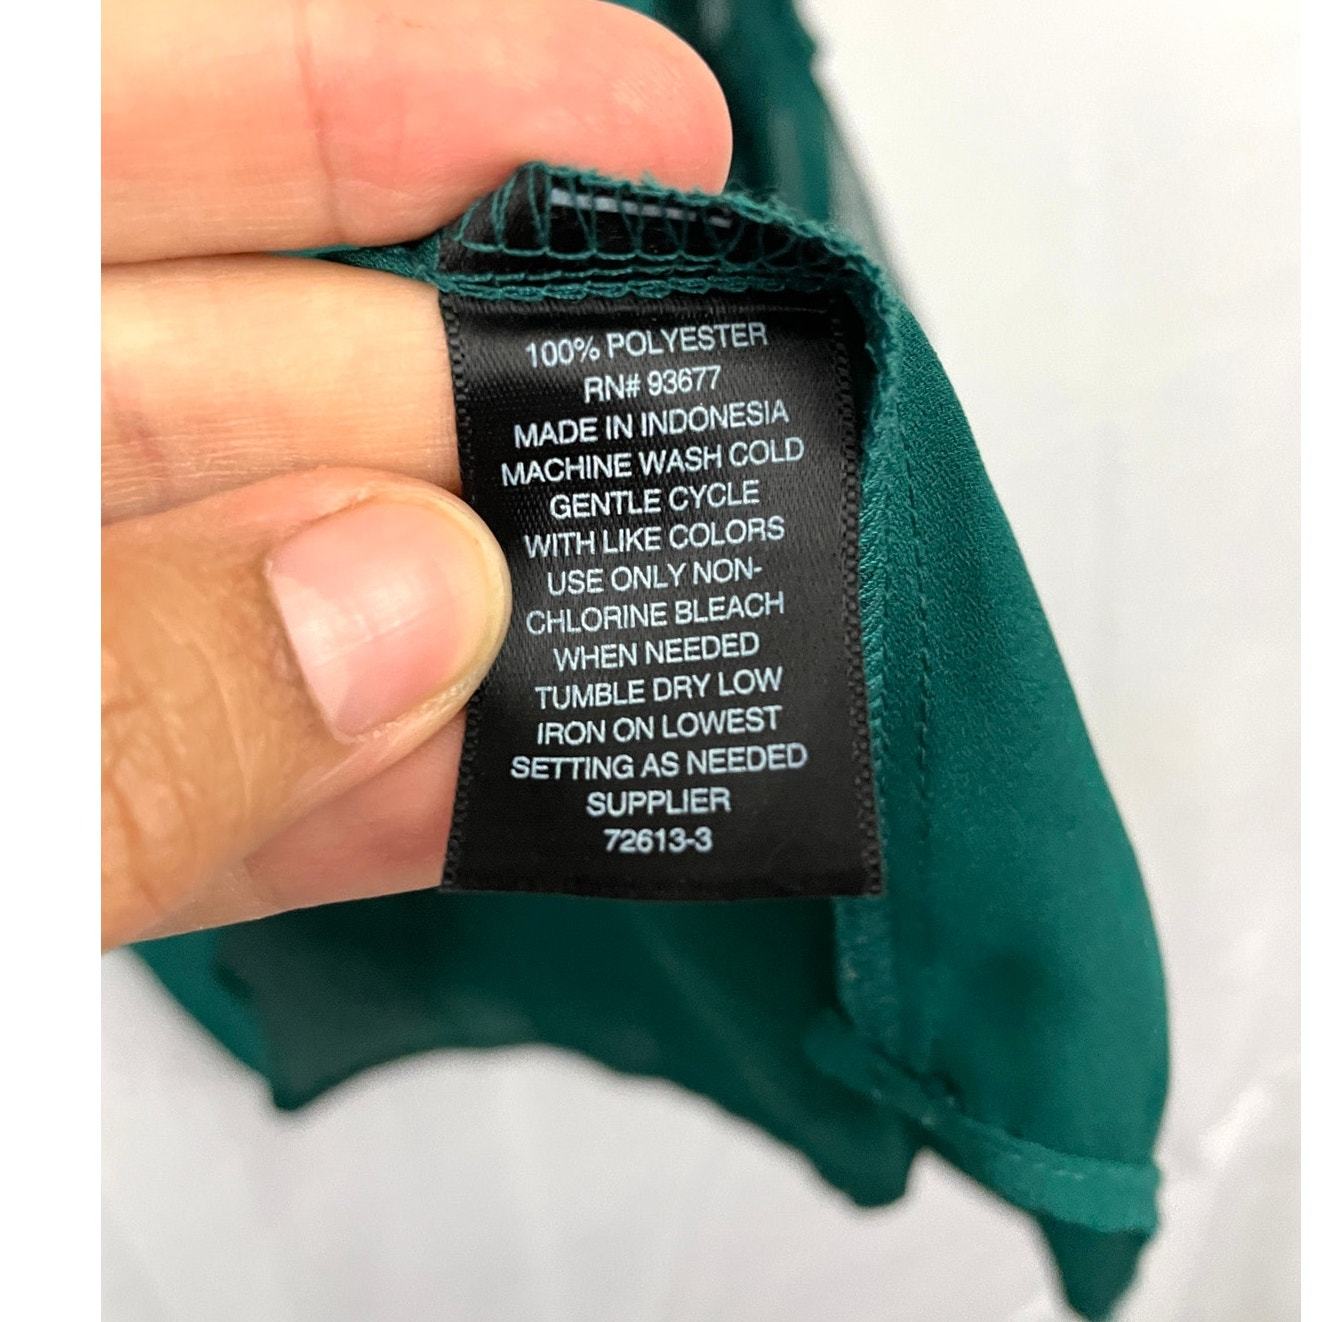 100% POLYESTER
RN# 93677
MADE IN INDONESIA
MACHINE WASH COLD
GENTLE CYCLE
WITH LIKE COLORS
USE ONLY NON-
CHLORINE BLEACH
WHEN NEEDED
TUMBLE DRY LOW
IRON ON LOWEST
SETTING AS NEEDED
SUPPLIER
72613-3